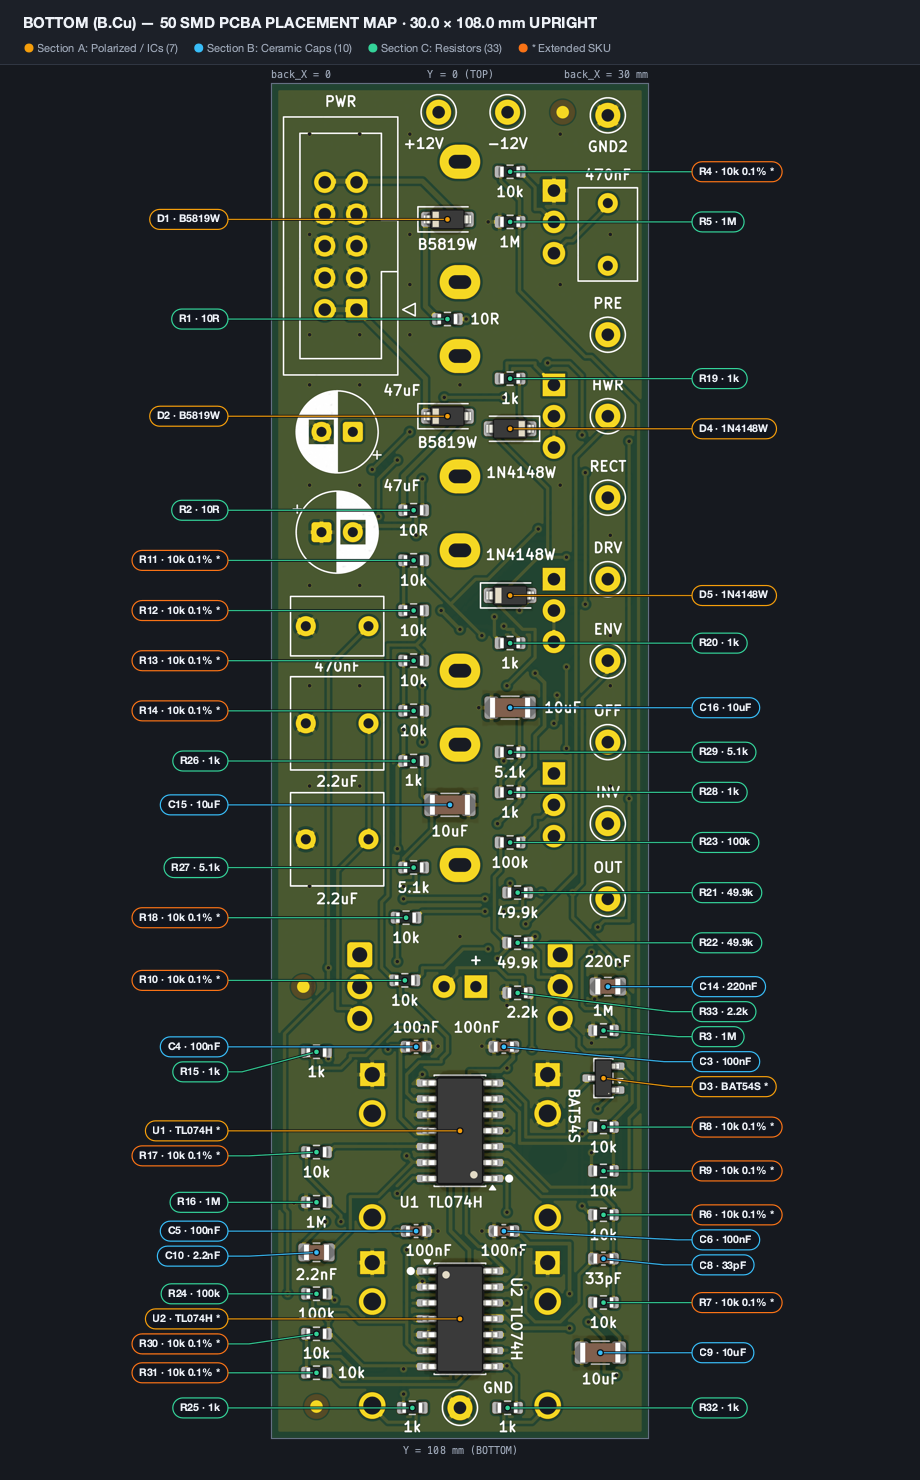 BOTTOM (B.Cu) — 50 SMD PCBA PLACEMENT MAP · 30.0 × 108.0 mm UPRIGHT
Section A: Polarized / ICs (7)
Section B: Ceramic Caps (10)
Section C: Resistors (33)
* Extended SKU
back_X = 0
Y = 0 (TOP)
back_X = 30 mm
PWR
+12V
-12V
GND2
470nF
R4 · 10k 0.1% *
10k
D1 · B5819W
B5819W
R5 · 1M
1M
PRE
R1 · 10R
10R
R19 · 1k
1k
HWR
47uF
D2 · B5819W
B5819W
D4 · 1N4148W
1N4148W
+
RECT
47uF
+
R2 · 10R
10R
DRV
1N4148W
R11 · 10k 0.1% *
10k
D5 · 1N4148W
R12 · 10k 0.1% *
10k
ENV
R20 · 1k
1k
470nF
R13 · 10k 0.1% *
10k
C16 · 10uF
10uF
OFF
R14 · 10k 0.1% *
10k
R29 · 5.1k
5.1k
R26 · 1k
1k
2.2uF
R28 · 1k
1k
INV
C15 · 10uF
10uF
R23 · 100k
100k
OUT
R27 · 5.1k
5.1k
2.2uF
R21 · 49.9k
49.9k
R18 · 10k 0.1% *
10k
R22 · 49.9k
49.9k
+
220nF
R10 · 10k 0.1% *
10k
C14 · 220nF
R33 · 2.2k
2.2k
1M
R3 · 1M
100nF
100nF
C4 · 100nF
C3 · 100nF
R15 · 1k
1k
D3 · BAT54S *
BAT54S
U1 · TL074H *
R8 · 10k 0.1% *
10k
R17 · 10k 0.1% *
10k
R9 · 10k 0.1% *
10k
R16 · 1M
1M
U1 TL074H
R6 · 10k 0.1% *
10k
C5 · 100nF
100nF
C6 · 100nF
100nF
C10 · 2.2nF
2.2nF
C8 · 33pF
33pF
R24 · 100k
100k
U2 · TL074H *
U2 TL074H
R7 · 10k 0.1% *
10k
R30 · 10k 0.1% *
10k
C9 · 10uF
10uF
R31 · 10k 0.1% *
10k
GND
R25 · 1k
1k
R32 · 1k
1k
Y = 108 mm (BOTTOM)